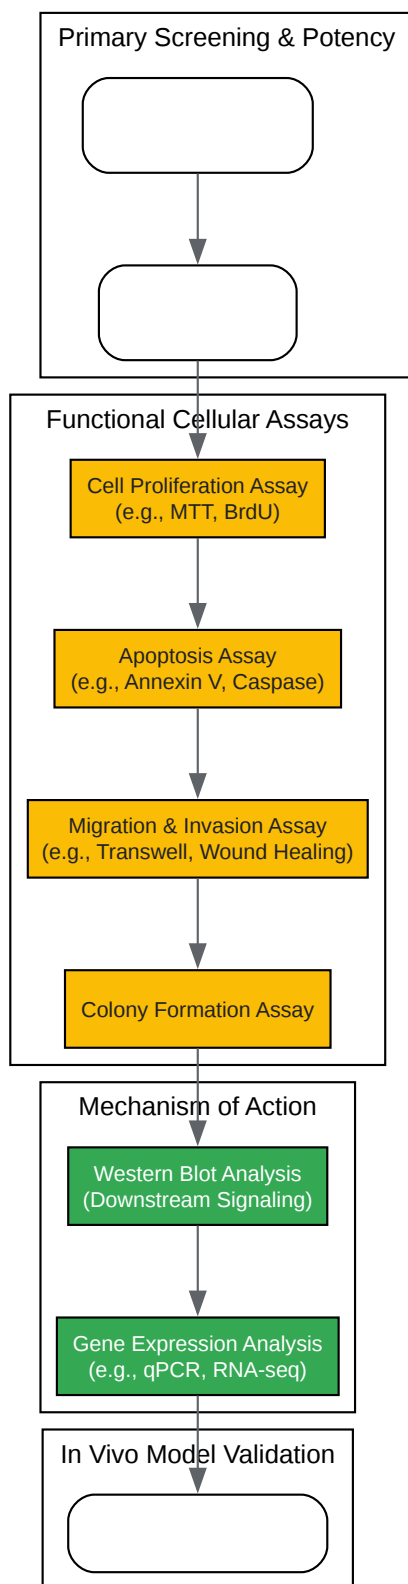 Primary Screening & Potency
Functional Cellular Assays
Cell Proliferation Assay
(e.g., MTT, BrdU)
Apoptosis Assay
(e.g., Annexin V, Caspase)
Migration & Invasion Assay
(e.g., Transwell, Wound Healing)
Colony Formation Assay
Mechanism of Action
Western Blot Analysis
(Downstream Signaling)
Gene Expression Analysis
(e.g., qPCR, RNA-seq)
In Vivo Model Validation